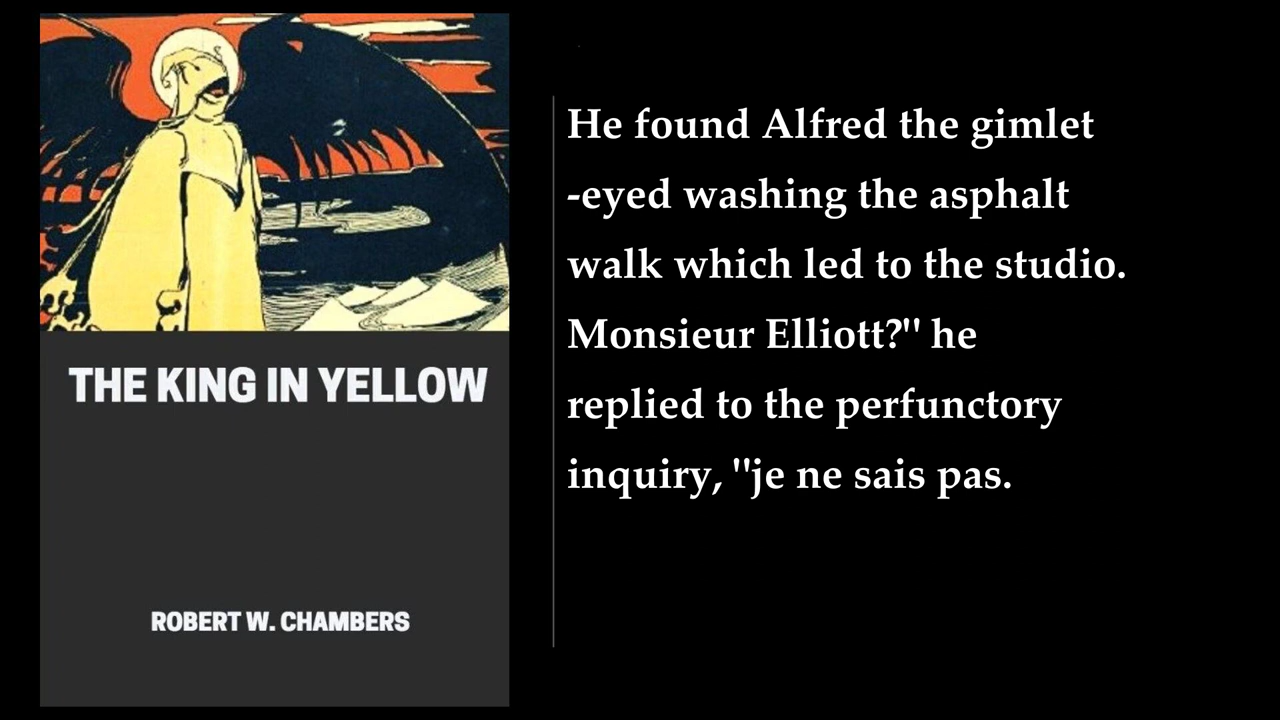 THE KING IN YELLOW
ROBERT W. CHAMBERS
He found Alfred the gimlet
-eyed washing the asphalt
walk which led to the studio.
Monsieur Elliott?" he
replied to the perfunctory
inquiry, "je ne sais pas.